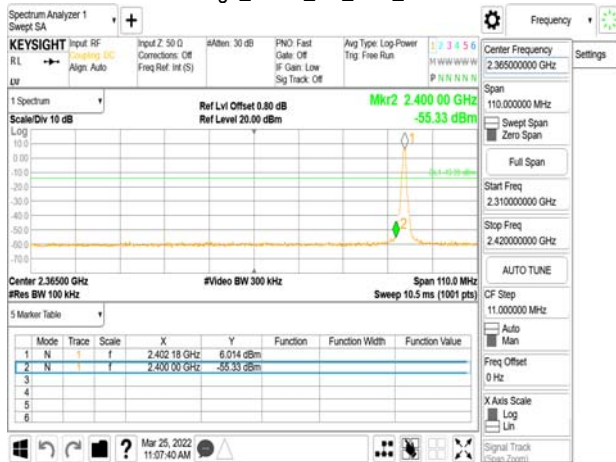 Spectrum Analyzer 1
Swept SA
Frequency
Settings
KEYSIGHT
RL
Input: RF
Coupling: DC
Align: Auto
Input Z: 50 Ω
Corrections: Off
Freq Ref: Int (S)
#Atten: 30 dB
PNO: Fast
Gate: Off
IF Gain: Low
Sig Track: Off
Avg Type: Log-Power
Trig: Free Run
1 2 3 4 5 6
M W W W W W
P N N N N N
1 Spectrum
Scale/Div 10 dB
Ref Lvl Offset 0.80 dB
Ref Level 20.00 dBm
Mkr2 2.400 00 GHz
-55.33 dBm
Log
10.0
0.00
-10.0
-20.0
-30.0
-40.0
-50.0
-60.0
-70.0
1
2
Center 2.36500 GHz
#Video BW 300 kHz
Span 110.0 MHz
#Res BW 100 kHz
Sweep 10.5 ms (1001 pts)
5 Marker Table
Mode Trace Scale X Y Function Function Width Function Value
1 N 1 f 2.402 18 GHz 6.014 dBm
2 N 1 f 2.400 00 GHz -55.33 dBm
3
4
5
6
Mar 25, 2022
11:07:40 AM
Center Frequency
2.365000000 GHz
Span
110.000000 MHz
Swept Span
Zero Span
Full Span
Start Freq
2.310000000 GHz
Stop Freq
2.420000000 GHz
AUTO TUNE
CF Step
11.000000 MHz
Auto
Man
Freq Offset
0 Hz
X Axis Scale
Log
Lin
Signal Track
(Span Zoom)